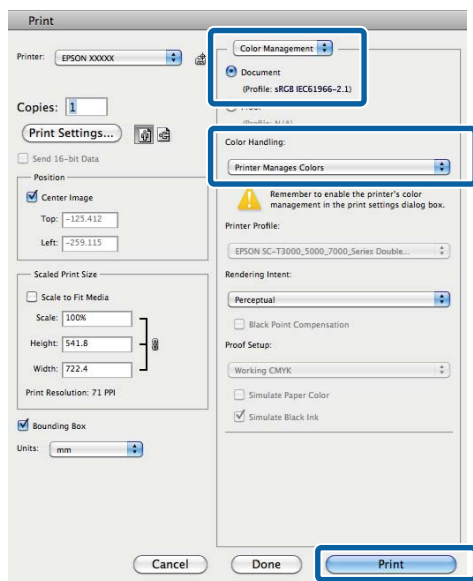 Print
Printer: EPSON XXXXX
Copies: 1
Print Settings...
Send 16-bit Data
Position
Center Image
Top: -125.412
Left: -259.115
Scaled Print Size
Scale to Fit Media
Scale: 100%
Height: 541.8
Width: 722.4
Print Resolution: 71 PPI
Bounding Box
Units: mm
Color Management
Document
(Profile: sRGB IEC61966-2.1)
Color Handling:
Printer Manages Colors
Remember to enable the printer's color
management in the print settings dialog box.
Printer Profile:
EPSON SC-T3000_5000_7000_Series Double...
Rendering Intent:
Perceptual
Black Point Compensation
Proof Setup:
Working CMYK
Simulate Paper Color
Simulate Black Ink
Cancel
Done
Print